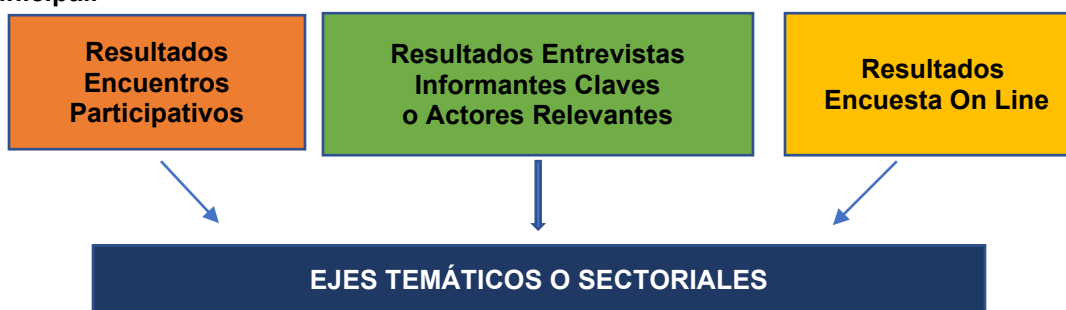 Resultados
Encuentros
Participativos
Resultados Entrevistas
Informantes Claves
o Actores Relevantes
Resultados
Encuesta On Line
EJES TEMÁTICOS O SECTORIALES